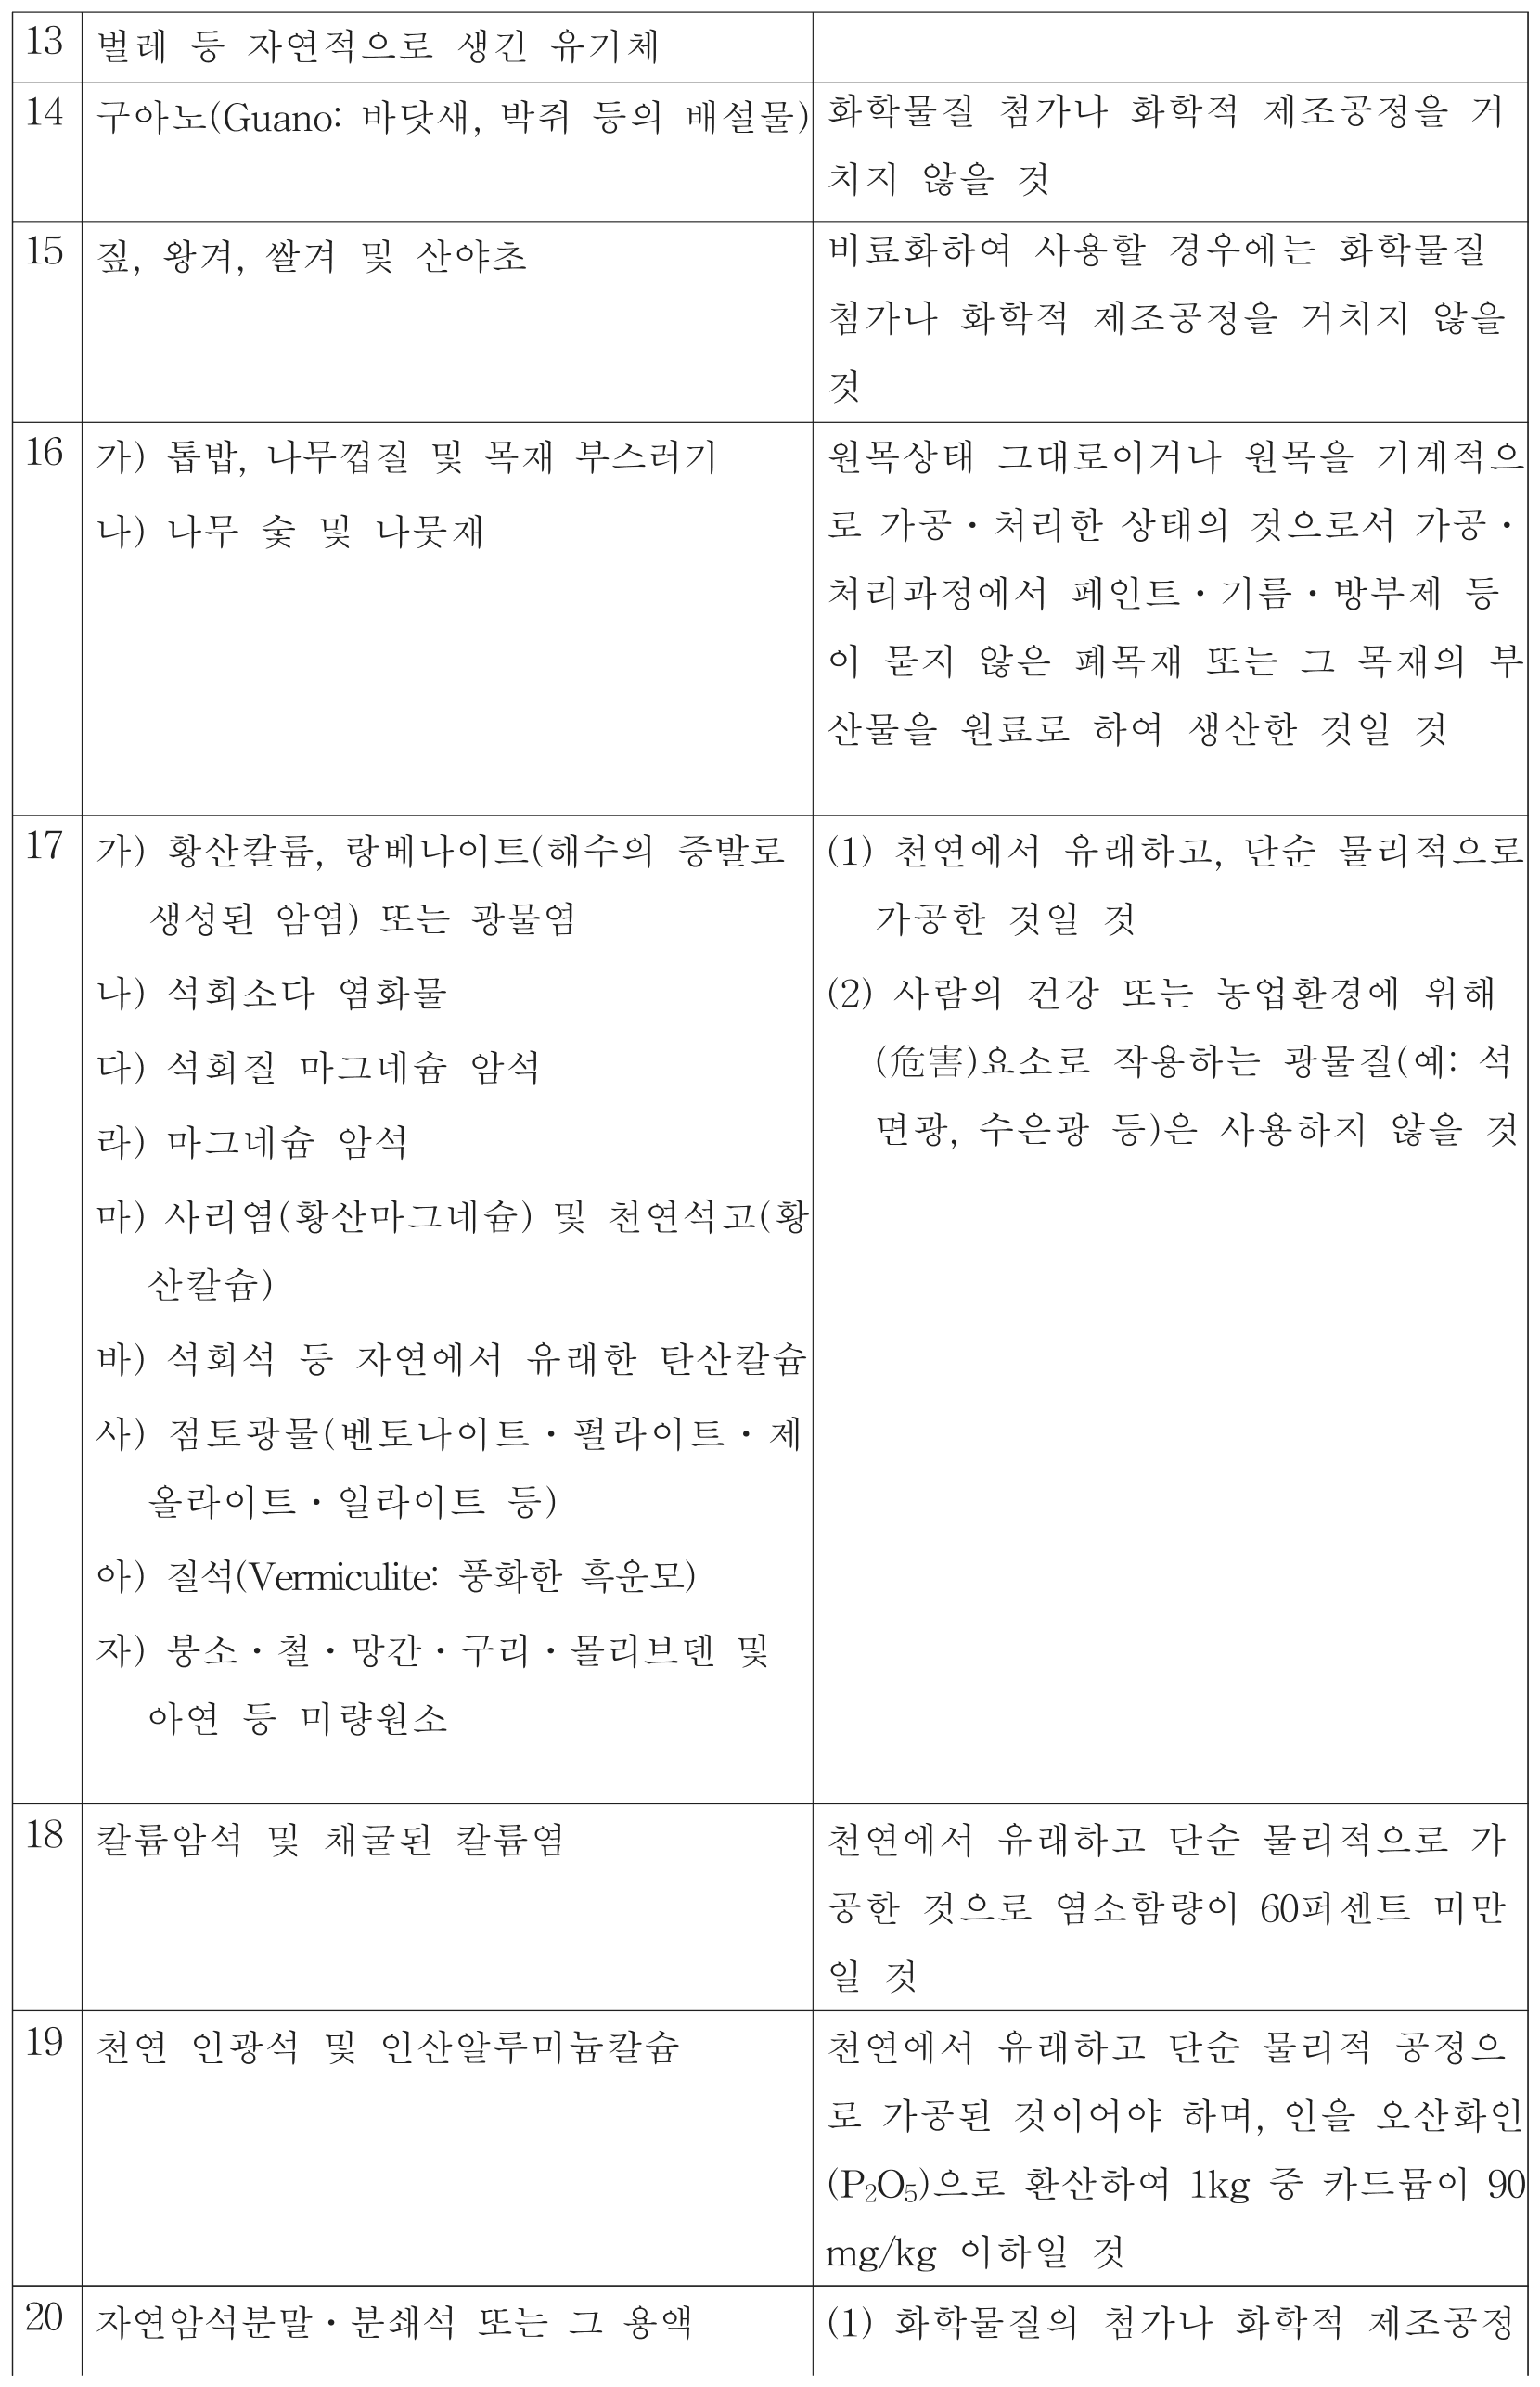 13 벌레 등 자연적으로 생긴 유기체
14 구아노(Guano: 바닷새, 박쥐 등의 배설물) 화학물질 첨가나 화학적 제조공정을 거
치지 않을 것
15 짚, 왕겨, 쌀겨 및 산야초 비료화하여 사용할 경우에는 화학물질
첨가나 화학적 제조공정을 거치지 않을
것
16 가) 톱밥, 나무껍질 및 목재 부스러기
나) 나무 숯 및 나뭇재
원목상태 그대로이거나 원목을 기계적으
로 가공・처리한 상태의 것으로서 가공・
처리과정에서 페인트・기름・방부제 등
이 묻지 않은 폐목재 또는 그 목재의 부
산물을 원료로 하여 생산한 것일 것
17 가) 황산칼륨, 랑베나이트(해수의 증발로
생성된 암염) 또는 광물염
나) 석회소다 염화물
다) 석회질 마그네슘 암석
라) 마그네슘 암석
마) 사리염(황산마그네슘) 및 천연석고(황
산칼슘)
바) 석회석 등 자연에서 유래한 탄산칼슘
사) 점토광물(벤토나이트・펄라이트・제
올라이트・일라이트 등)
아) 질석(Vermiculite: 풍화한 흑운모)
자) 붕소・철・망간・구리・몰리브덴 및
아연 등 미량원소
(1) 천연에서 유래하고, 단순 물리적으로
가공한 것일 것
(2) 사람의 건강 또는 농업환경에 위해
(危害)요소로 작용하는 광물질(예: 석
면광, 수은광 등)은 사용하지 않을 것
18 칼륨암석 및 채굴된 칼륨염 천연에서 유래하고 단순 물리적으로 가
공한 것으로 염소함량이 60퍼센트 미만
일 것
19 천연 인광석 및 인산알루미늄칼슘 천연에서 유래하고 단순 물리적 공정으
로 가공된 것이어야 하며, 인을 오산화인
(P₂O₅)으로 환산하여 1kg 중 카드뮴이 90
mg/kg 이하일 것
20 자연암석분말・분쇄석 또는 그 용액 (1) 화학물질의 첨가나 화학적 제조공정